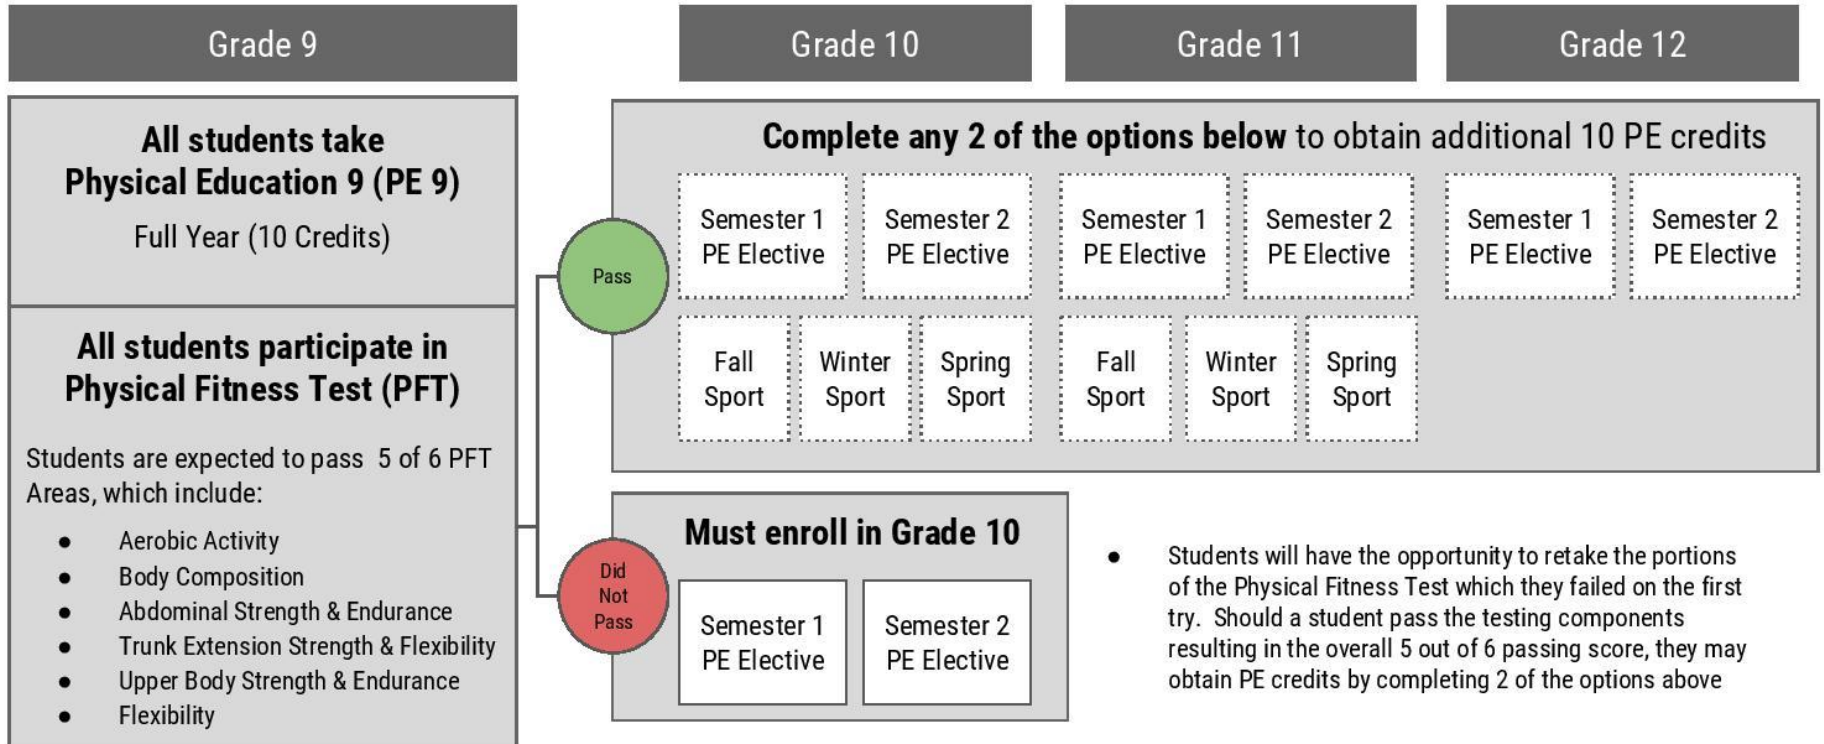 Grade 9
Grade 10
Grade 11
Grade 12
All students take
Physical Education 9 (PE 9)
Full Year (10 Credits)
All students participate in
Physical Fitness Test (PFT)
Students are expected to pass 5 of 6 PFT
Areas, which include:
● Aerobic Activity
● Body Composition
● Abdominal Strength & Endurance
● Trunk Extension Strength & Flexibility
● Upper Body Strength & Endurance
● Flexibility
Pass
Complete any 2 of the options below to obtain additional 10 PE credits
Semester 1
PE Elective
Semester 2
PE Elective
Semester 1
PE Elective
Semester 2
PE Elective
Semester 1
PE Elective
Semester 2
PE Elective
Fall
Sport
Winter
Sport
Spring
Sport
Fall
Sport
Winter
Sport
Spring
Sport
Did
Not
Pass
Must enroll in Grade 10
Semester 1
PE Elective
Semester 2
PE Elective
● Students will have the opportunity to retake the portions
of the Physical Fitness Test which they failed on the first
try. Should a student pass the testing components
resulting in the overall 5 out of 6 passing score, they may
obtain PE credits by completing 2 of the options above